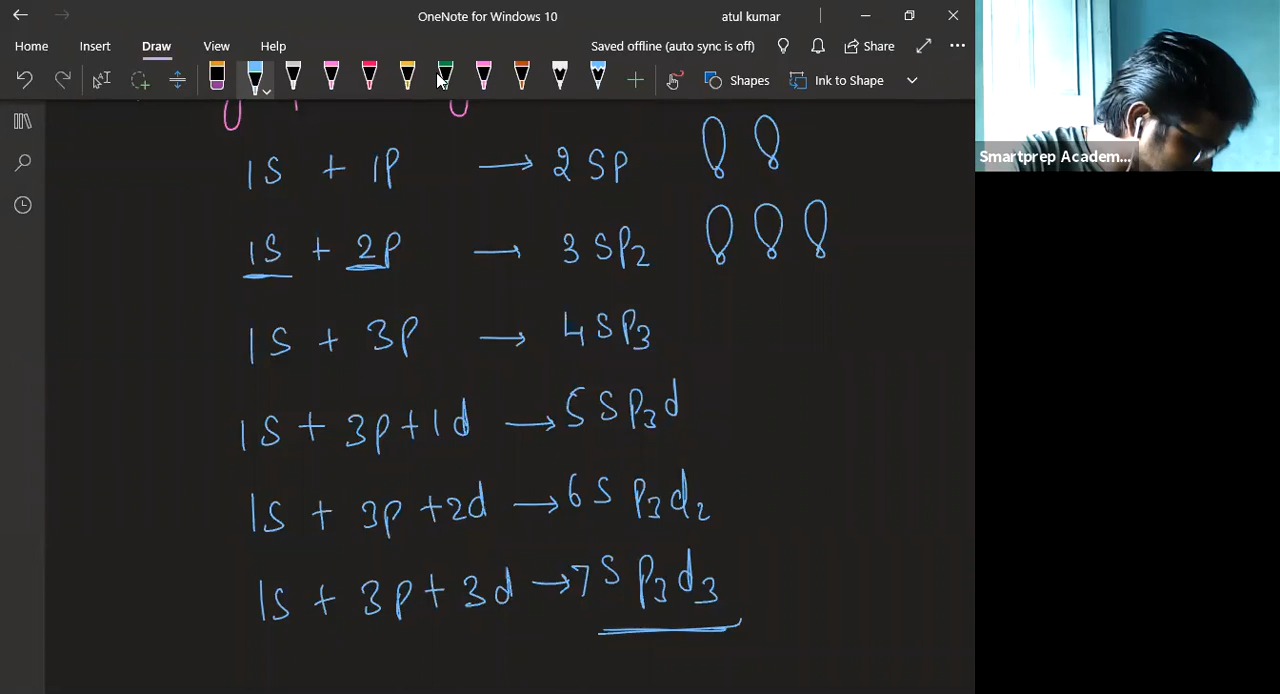 OneNote for Windows 10
atul kumar
Home Insert Draw View Help
Saved offline (auto sync is off)
Share
Shapes
Ink to Shape
Smartprep Academ...
1S + 1P → 2 SP
1S + 2P → 3 SP2
1S + 3P → 4 SP3
1S + 3P + 1d → 5 SP3d
1S + 3P + 2d → 6 S P3d2
1S + 3P + 3d → 7 S P3d3